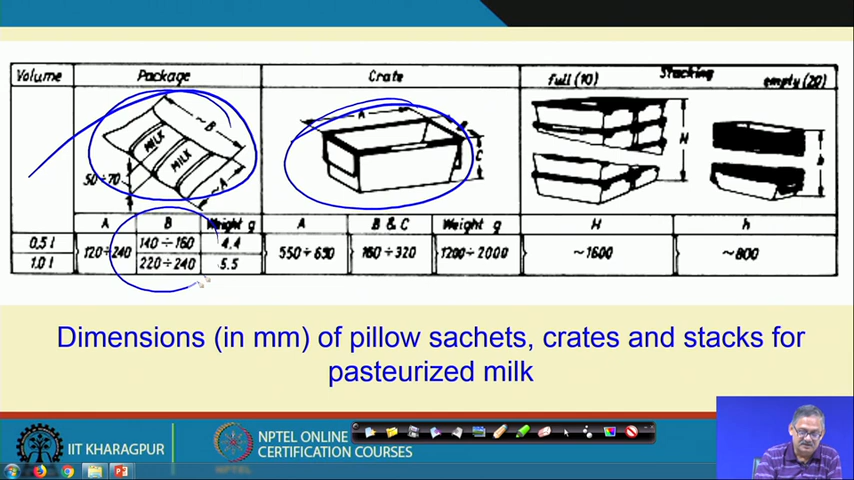 Volume Package Crate Stacking
full (10) empty (20)
~B
MILK
MILK
50÷70
~A
A
C
H
h
A B Weight g A B & C Weight g H h
0,5 l 120÷240 140÷160 4.4 550÷650 160÷320 1200÷2000 ~1600 ~800
1.0 l 220÷240 5.5
Dimensions (in mm) of pillow sachets, crates and stacks for
pasteurized milk
IIT KHARAGPUR
NPTEL ONLINE
CERTIFICATION COURSES
NPTEL